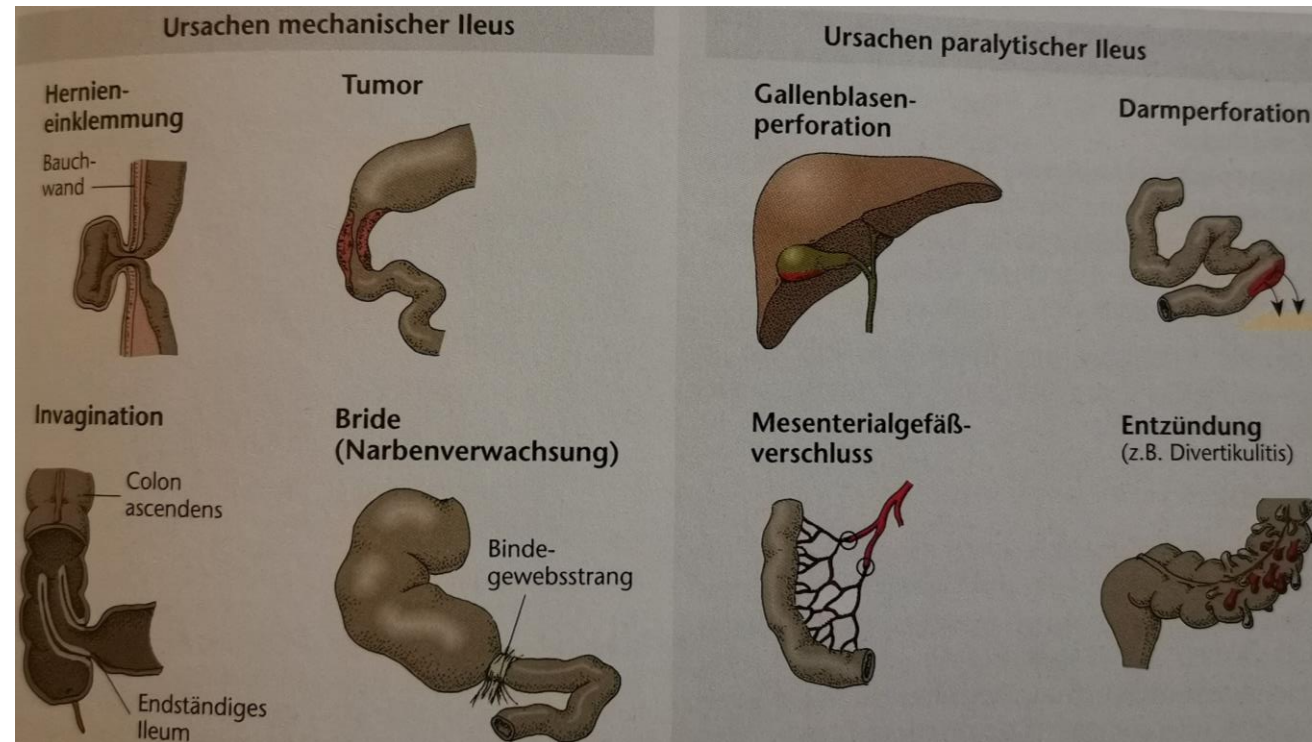 Ursachen mechanischer Ileus
Hernien-
einklemmung
Bauch-
wand
Tumor
Invagination
Colon
ascendens
Endständiges
Ileum
Bride
(Narbenverwachsung)
Binde-
gewebsstrang
Ursachen paralytischer Ileus
Gallenblasen-
perforation
Darmperforation
Mesenterialgefäß-
verschluss
Entzündung
(z.B. Divertikulitis)